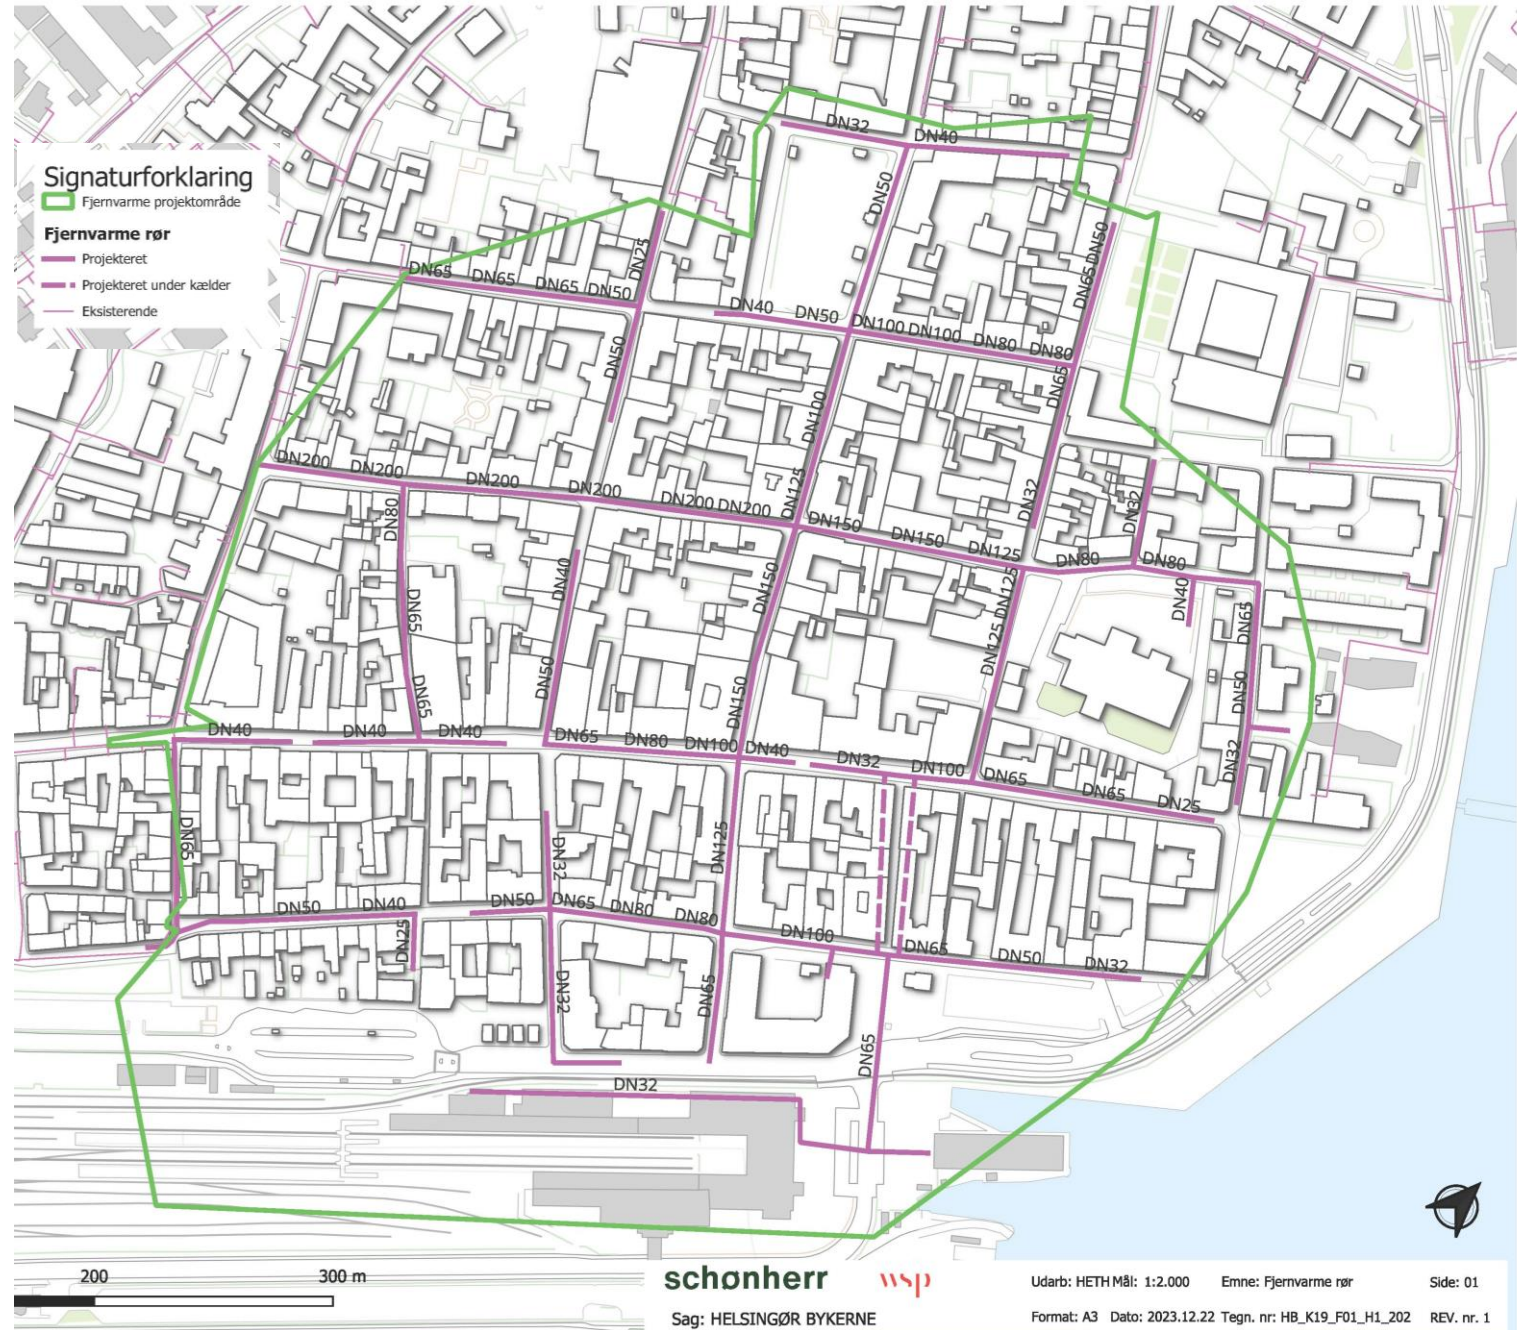 Signaturforklaring
Fjernvarme projektområde
Fjernvarme rør
Projekteret
Projekteret under kælder
Eksisterende
DN32
DN40
DN50
DN25
DN50
DN65
DN65
DN65
DN65
DN50
DN40
DN50
DN100
DN100
DN80
DN80
DN50
DN65
DN100
DN200
DN200
DN200
DN200
DN200
DN200
DN125
DN32
DN32
DN80
DN150
DN150
DN125
DN80
DN80
DN40
DN150
DN125
DN40
DN65
DN65
DN125
DN50
DN50
DN65
DN150
DN40
DN40
DN40
DN65
DN80
DN100
DN40
DN32
DN100
DN65
DN65
DN25
DN32
DN65
DN32
DN125
DN50
DN40
DN50
DN65
DN80
DN80
DN100
DN65
DN50
DN32
DN25
DN32
DN65
DN65
DN32
200 300 m
schønherr wsp
Udarb: HETH Mål: 1:2.000 Emne: Fjernvarme rør Side: 01
Sag: HELSINGØR BYKERNE
Format: A3 Dato: 2023.12.22 Tegn. nr: HB_K19_F01_H1_202 REV. nr. 1